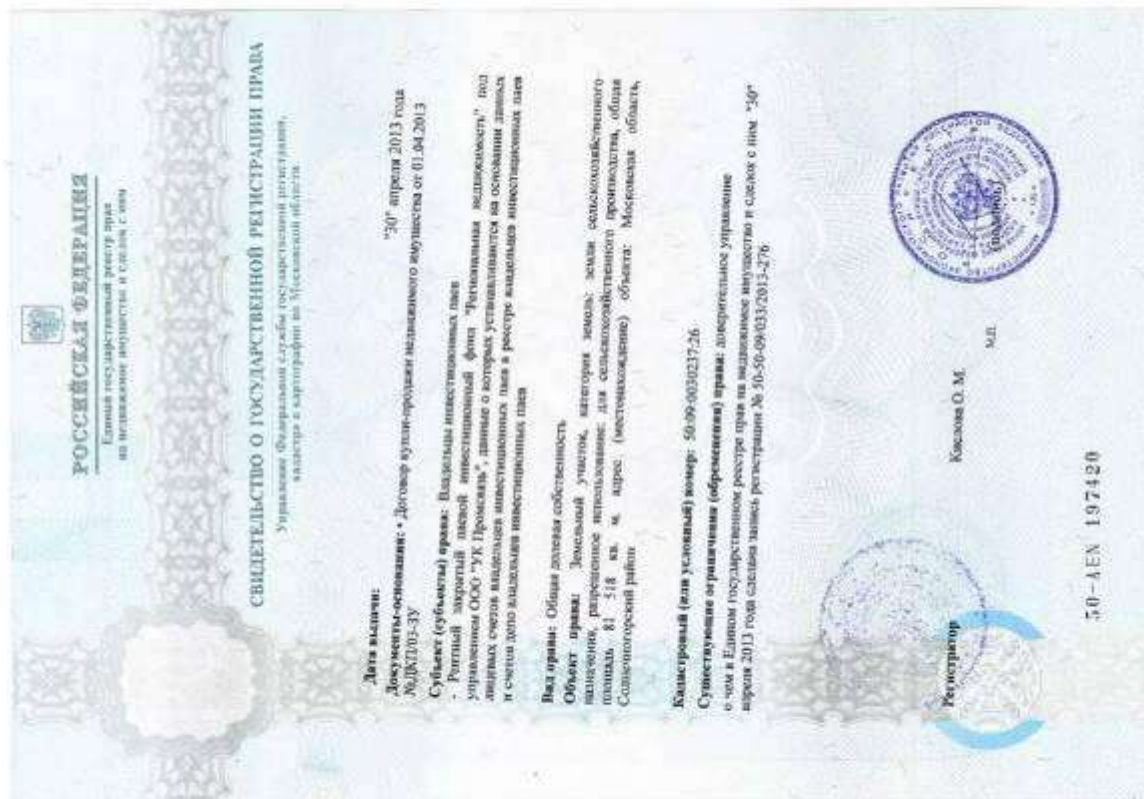 РОССИЙСКАЯ ФЕДЕРАЦИЯ
Единый государственный реестр прав
на недвижимое имущество и сделок с ним
СВИДЕТЕЛЬСТВО О ГОСУДАРСТВЕННОЙ РЕГИСТРАЦИИ ПРАВА
Управление Федеральной службы государственной регистрации,
кадастра и картографии по Московской области
Дата выдачи: "30" апреля 2013 года
Документы-основания: • Договор купли-продажи недвижимого имущества от 01.04.2013
№ДКП/03-ЗУ
Субъект (субъекты) права: Владельцы инвестиционных паев
- Рентный закрытый паевой инвестиционный фонд "Региональная недвижимость" под
управлением ООО "УК Промсвязь", данные о которых устанавливаются на основании данных
лицевых счетов владельцев инвестиционных паев в реестре владельцев инвестиционных паев
и счетов депо владельцев инвестиционных паев
Вид права: Общая долевая собственность
Объект права: Земельный участок, категория земель: земли сельскохозяйственного
назначения, разрешенное использование: для сельскохозяйственного производства, общая
площадь 81 518 кв. м, адрес (местонахождение) объекта: Московская область,
Солнечногорский район
Кадастровый (или условный) номер: 50:09:0030237:26
Существующие ограничения (обременения) права: доверительное управление
о чем в Едином государственном реестре прав на недвижимое имущество и сделок с ним "30"
апреля 2013 года сделана запись регистрации № 50-50-09/033/2013-276
Регистратор Каслова О. М.
м.п. (подпись)
50-АЕN 197420